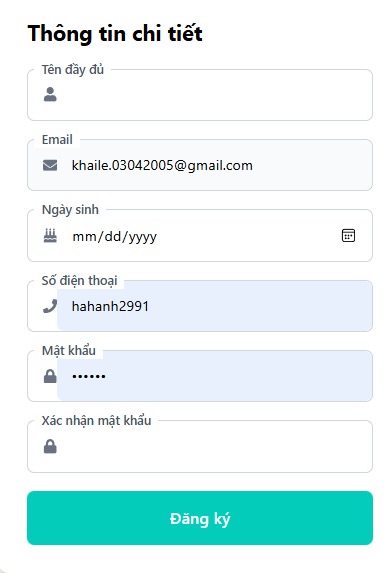 Thông tin chi tiết
Tên đầy đủ
Email
khaile.03042005@gmail.com
Ngày sinh
mm/dd/yyyy
Số điện thoại
hahanh2991
Mật khẩu
••••••
Xác nhận mật khẩu
Đăng ký